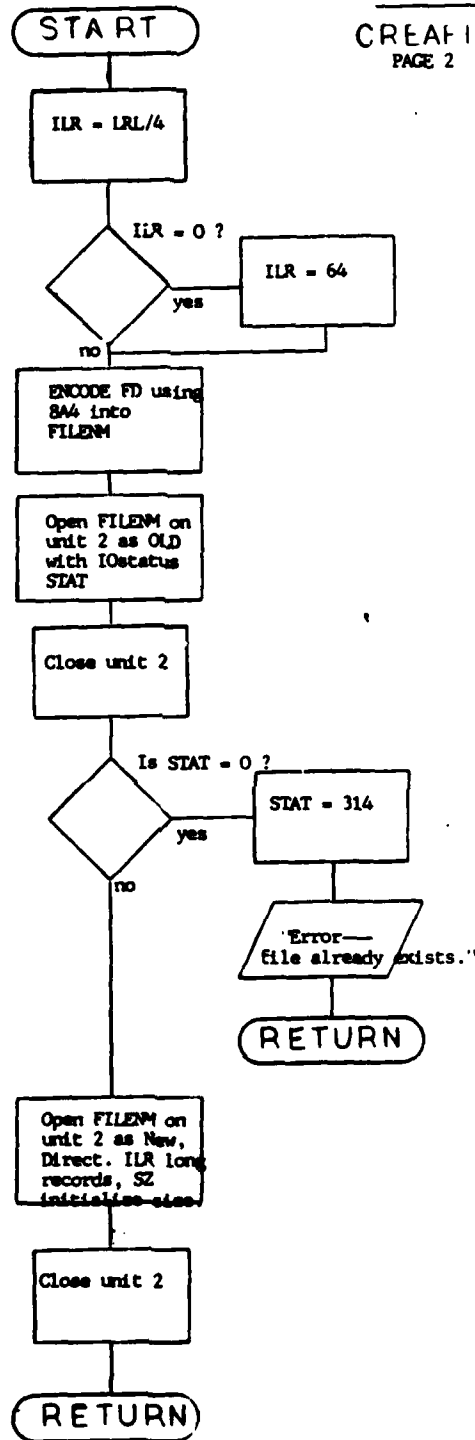 START
CREAFI
PAGE 2
ILR = LRL/4
ILR = 0 ?
yes
ILR = 64
no
ENCODE FD using
8A4 into
FILENM
Open FILENM on
unit 2 as OLD
with IOstatus
STAT
Close unit 2
Is STAT = 0 ?
yes
STAT = 314
no
"Error—
file already exists."
RETURN
Open FILENM on
unit 2 as New,
Direct. ILR long
records, SZ
initialize size.
Close unit 2
RETURN